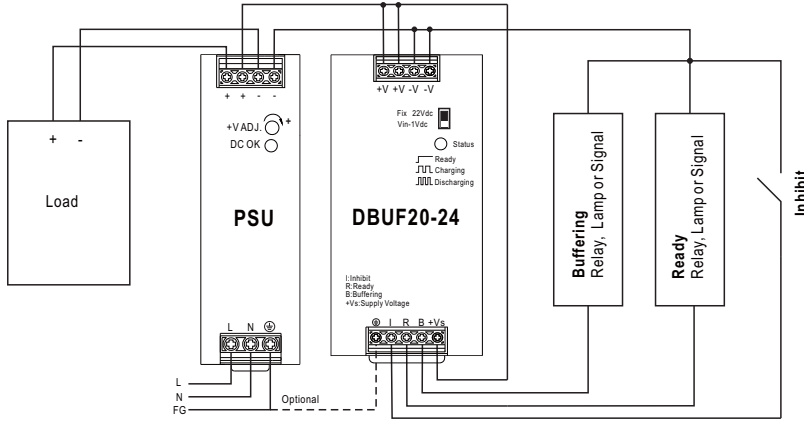 + + - -
+V +V -V -V
+V ADJ. +
DC OK
Fix 22Vdc
Vin-1Vdc
Status
Ready
Charging
Discharging
+ -
Load
PSU
DBUF20-24
I:Inhibit
R:Ready
B:Buffering
+Vs:Supply Voltage
L N
I R B +Vs
L
N
FG
Optional
Buffering
Relay, Lamp or Signal
Ready
Relay, Lamp or Signal
Inhibit